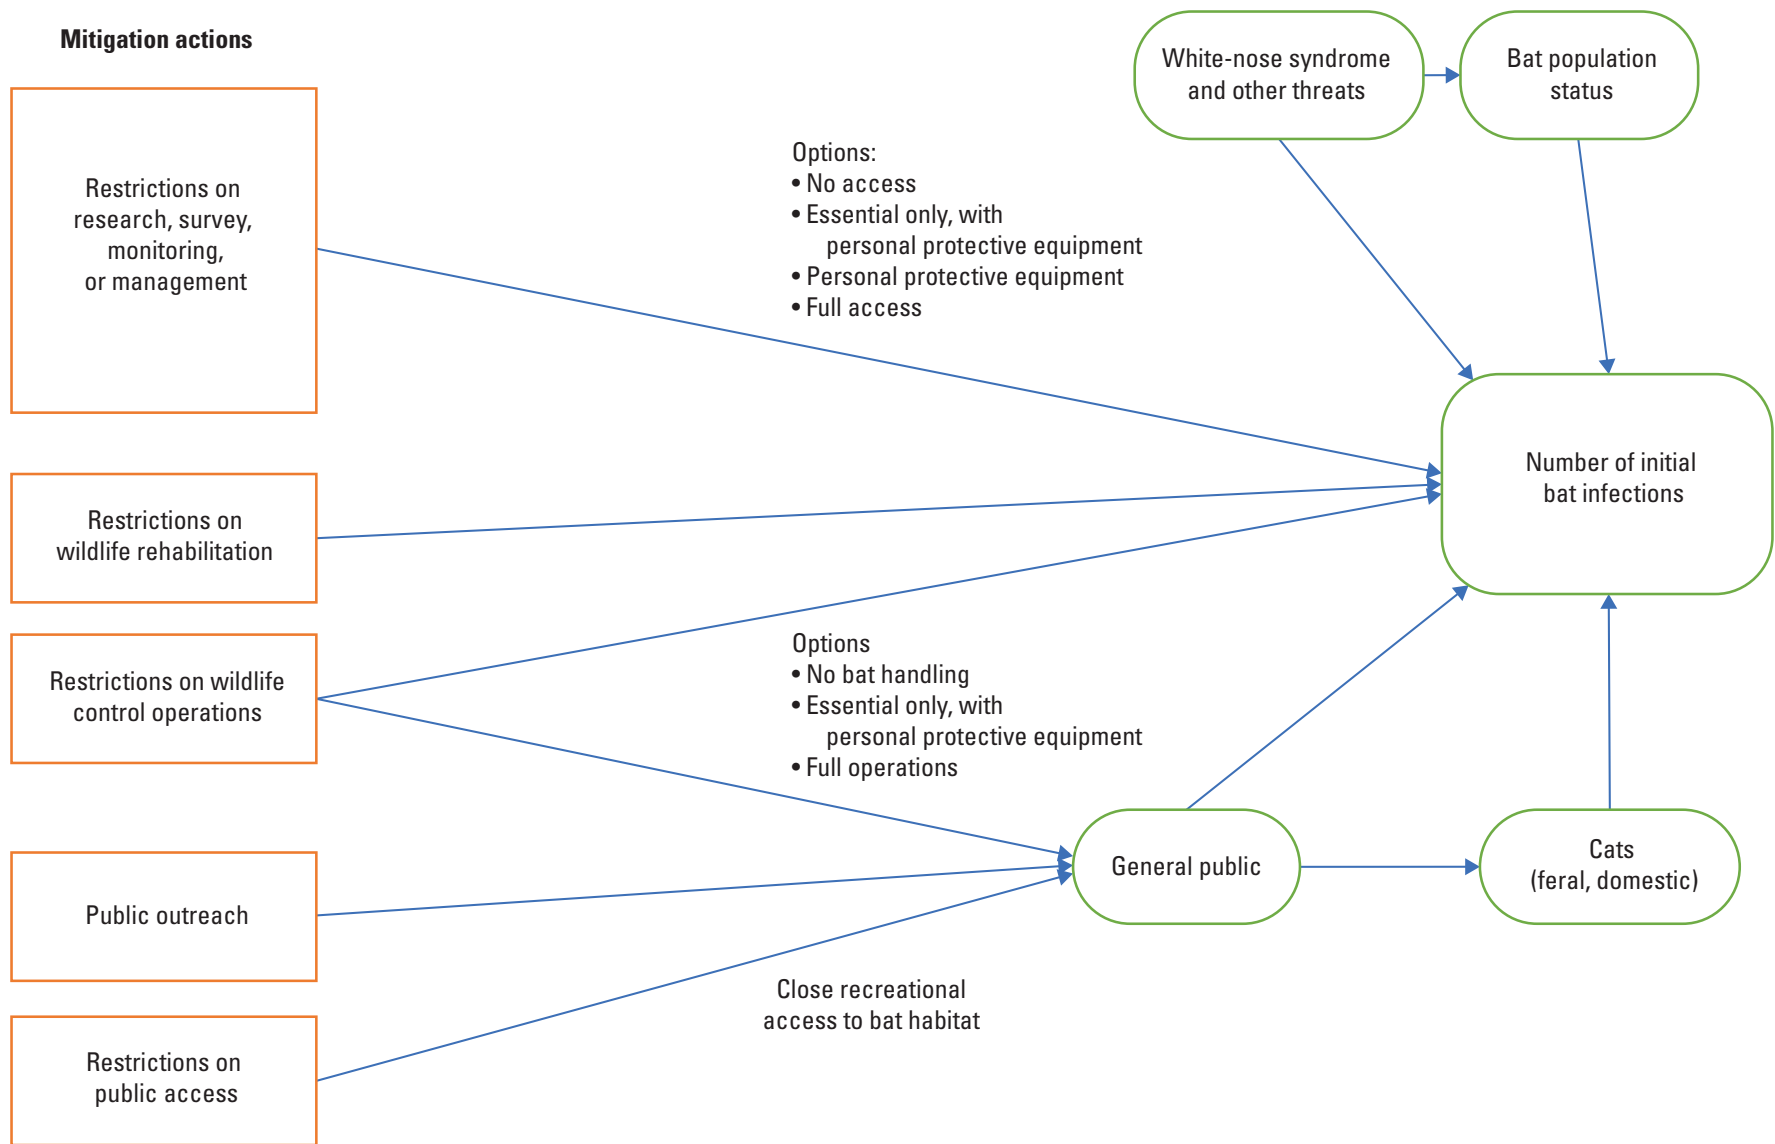 Mitigation actions
Restrictions on
research, survey,
monitoring,
or management
Restrictions on
wildlife rehabilitation
Restrictions on wildlife
control operations
Public outreach
Restrictions on
public access
Options:
• No access
• Essential only, with
personal protective equipment
• Personal protective equipment
• Full access
Options
• No bat handling
• Essential only, with
personal protective equipment
• Full operations
Close recreational
access to bat habitat
White-nose syndrome
and other threats
Bat population
status
Number of initial
bat infections
General public
Cats
(feral, domestic)